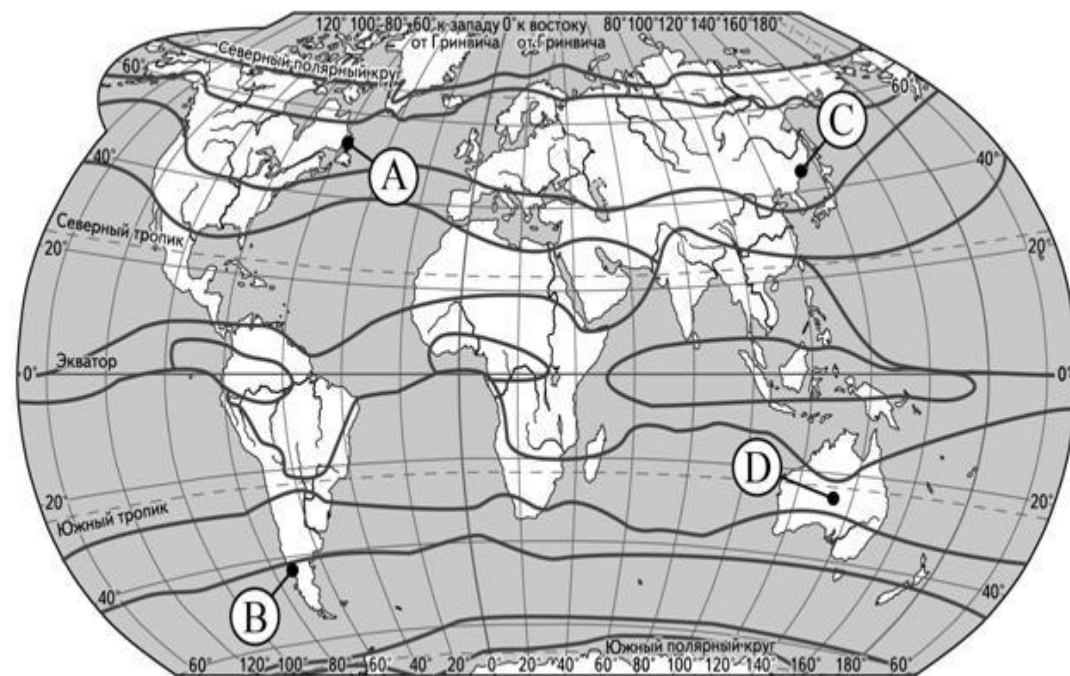 120° 100° 80° 60° к западу 0° к востоку 80° 100° 120° 140° 160° 180°
от Гринвича от Гринвича
Северный полярный круг
60° 60°
C
A
40° 40°
Северный тропик
20° 20°
Экватор
0° 0°
D
20° 20°
Южный тропик
B
40° 40°
Южный полярный круг
60° 120° 100° 80° 60° 40° 20° 0° 20° 40° 60° 80° 100° 120° 140° 160° 180° 60°